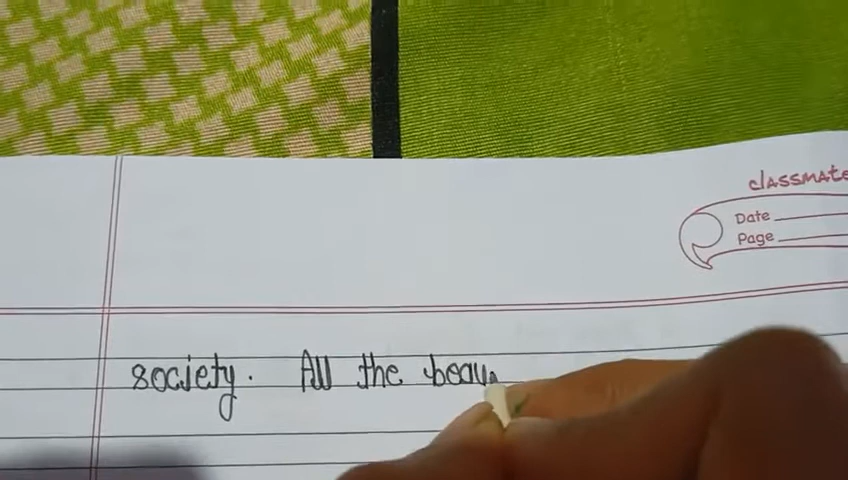 classmate
Date
Page
society. All the beau